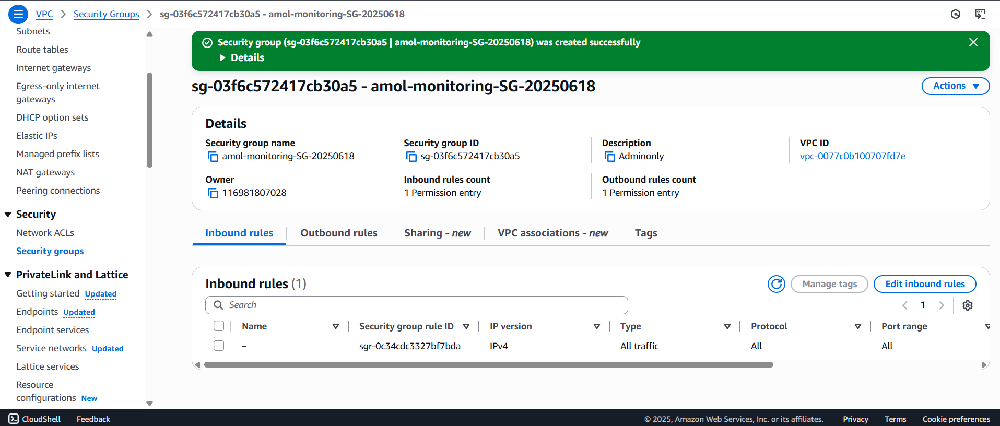 VPC > Security Groups > sg-03f6c572417cb30a5 - amol-monitoring-SG-20250618
Subnets
Route tables
Internet gateways
Egress-only internet
gateways
DHCP option sets
Elastic IPs
Managed prefix lists
NAT gateways
Peering connections
Security
Network ACLs
Security groups
PrivateLink and Lattice
Getting started Updated
Endpoints Updated
Endpoint services
Service networks Updated
Lattice services
Resource
configurations New
Security group (sg-03f6c572417cb30a5 | amol-monitoring-SG-20250618) was created successfully
Details
sg-03f6c572417cb30a5 - amol-monitoring-SG-20250618
Actions
Details
Security group name
amol-monitoring-SG-20250618
Security group ID
sg-03f6c572417cb30a5
Description
Adminonly
VPC ID
vpc-0077c0b100707fd7e
Owner
116981807028
Inbound rules count
1 Permission entry
Outbound rules count
1 Permission entry
Inbound rules Outbound rules Sharing - new VPC associations - new Tags
Inbound rules (1)
Manage tags
Edit inbound rules
Search
1
Name Security group rule ID IP version Type Protocol Port range
– sgr-0c34cdc3327bf7bda IPv4 All traffic All All
CloudShell Feedback © 2025, Amazon Web Services, Inc. or its affiliates. Privacy Terms Cookie preferences